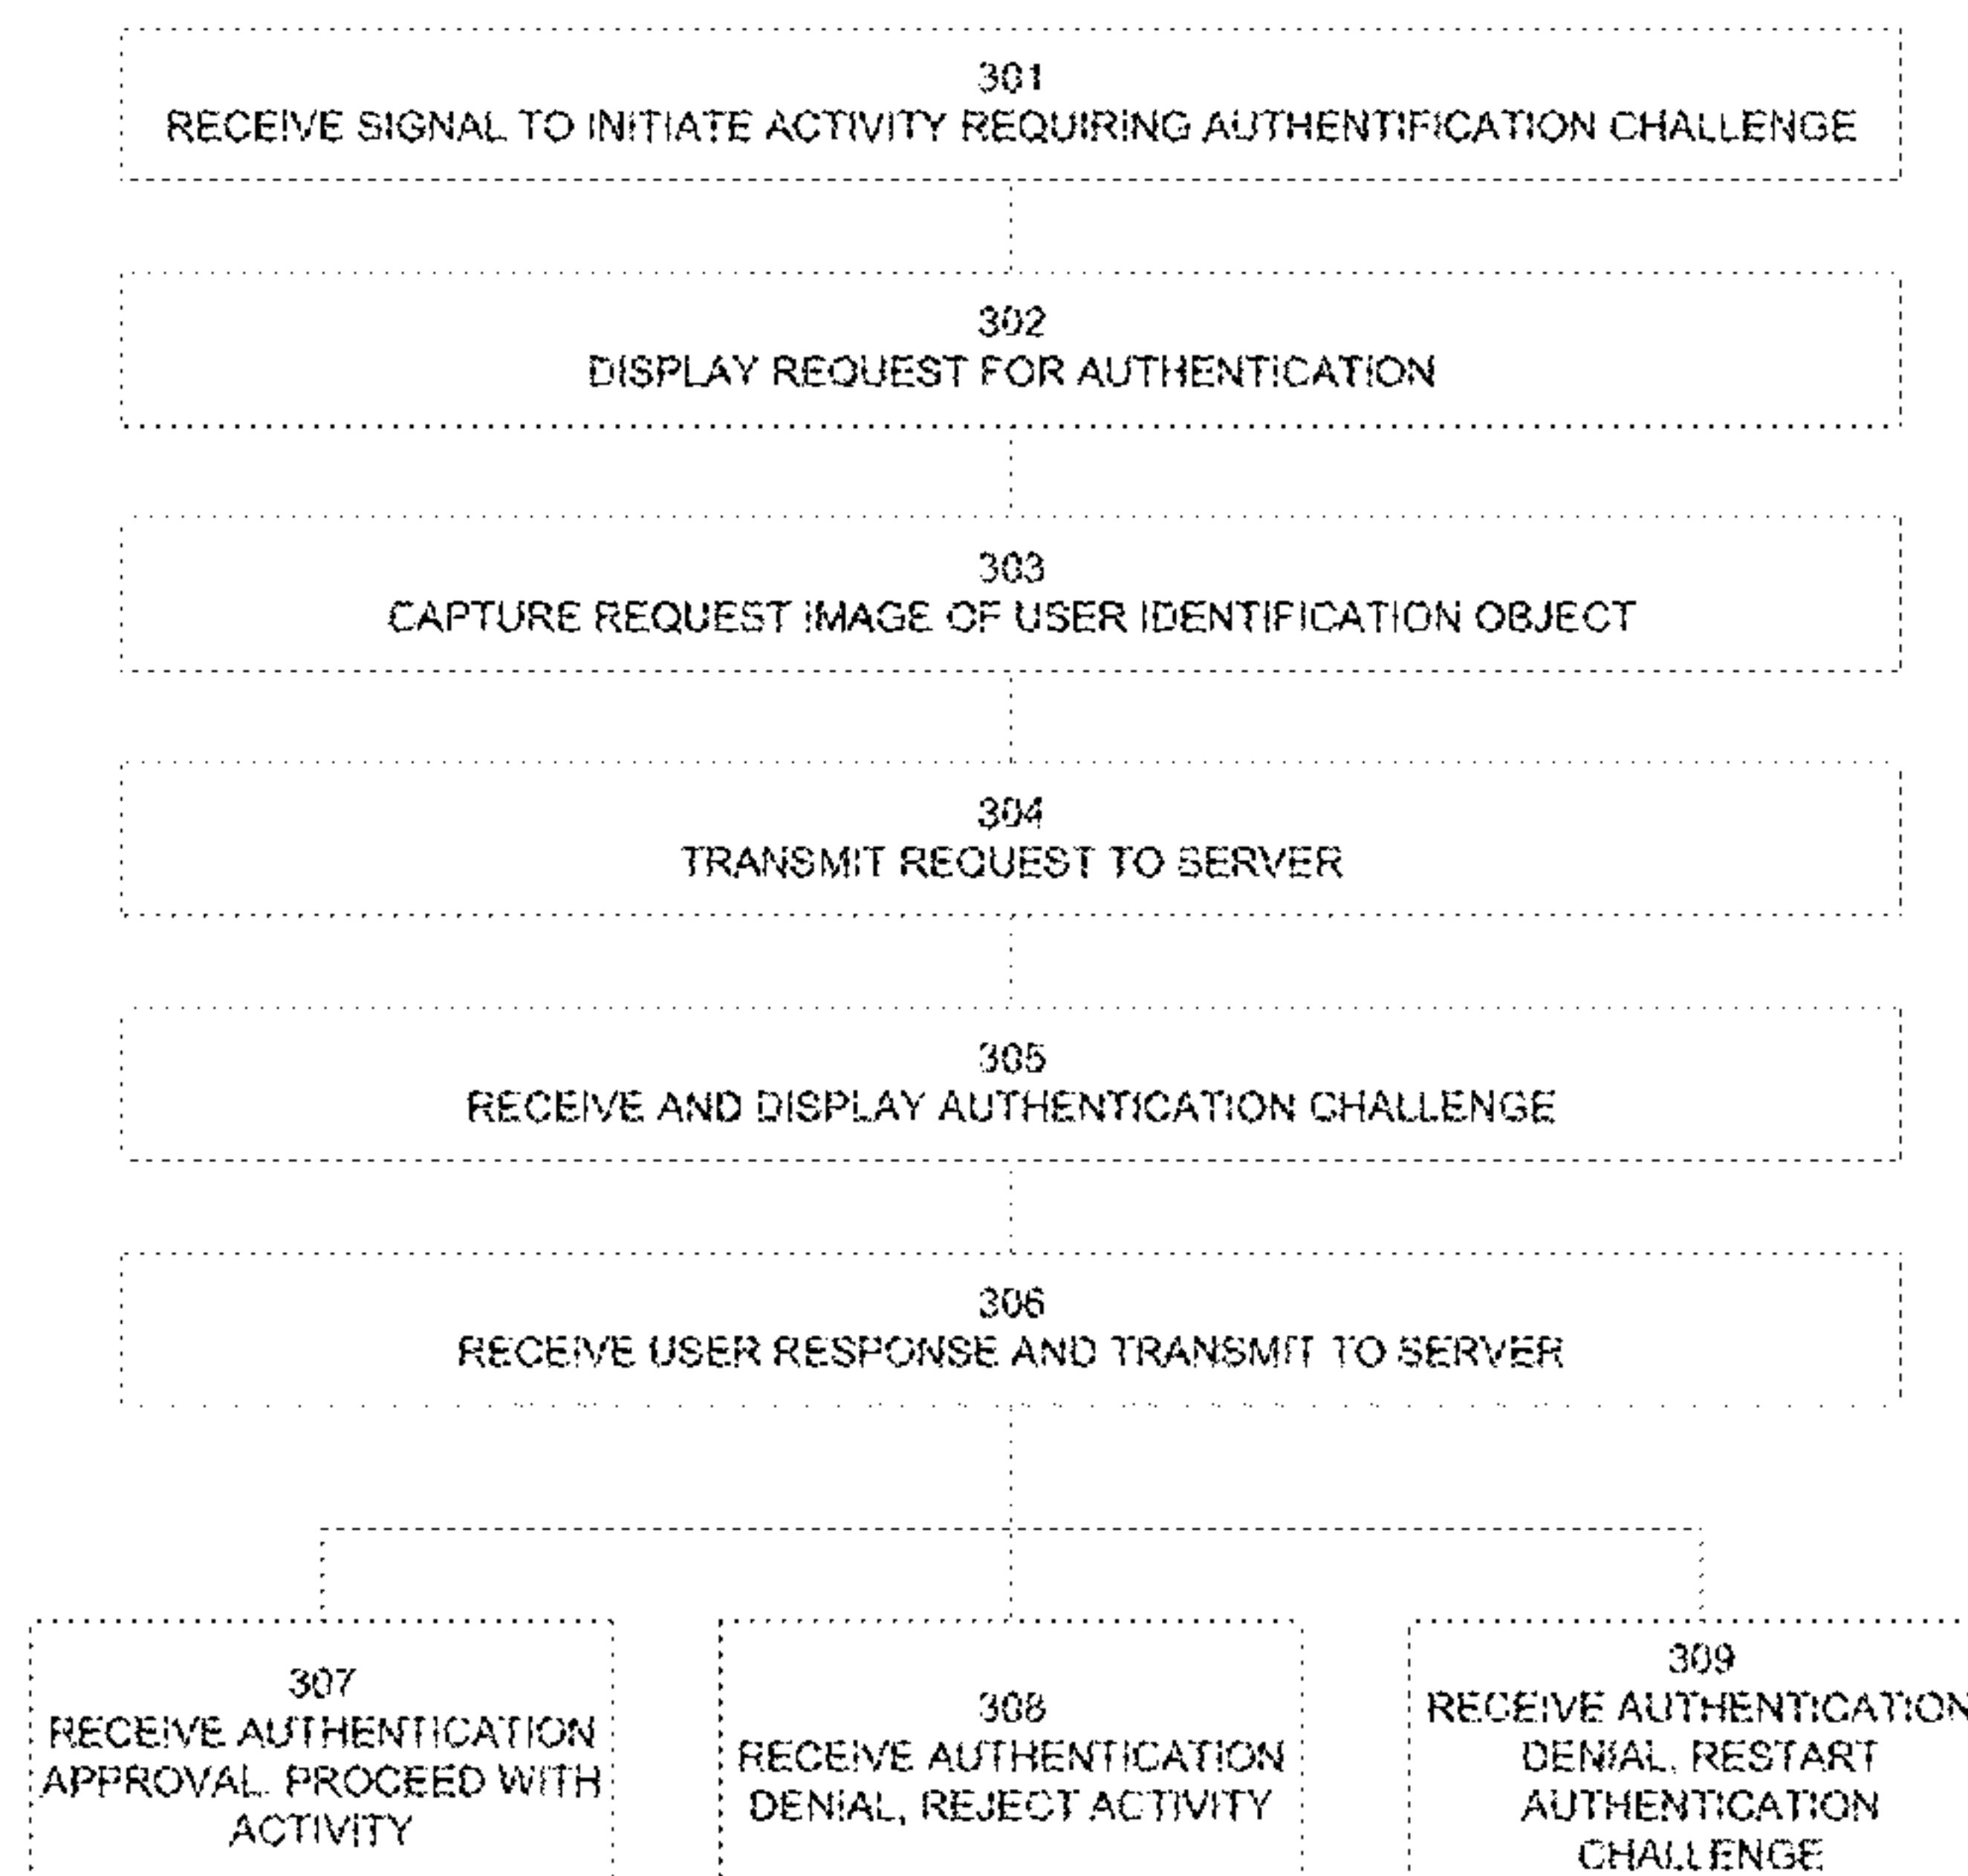 301
RECEIVE SIGNAL TO INITIATE ACTIVITY REQUIRING AUTHENTIFICATION CHALLENGE
302
DISPLAY REQUEST FOR AUTHENTICATION
303
CAPTURE REQUEST IMAGE OF USER IDENTIFICATION OBJECT
304
TRANSMIT REQUEST TO SERVER
305
RECEIVE AND DISPLAY AUTHENTICATION CHALLENGE
306
RECEIVE USER RESPONSE AND TRANSMIT TO SERVER
307
RECEIVE AUTHENTICATION
APPROVAL, PROCEED WITH
ACTIVITY
308
RECEIVE AUTHENTICATION
DENIAL, REJECT ACTIVITY
309
RECEIVE AUTHENTICATION
DENIAL, RESTART
AUTHENTICATION
CHALLENGE